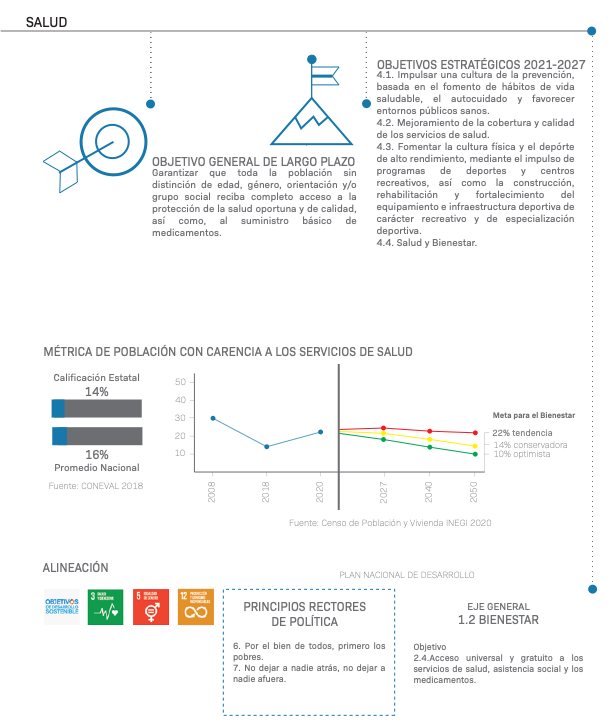 SALUD
OBJETIVO GENERAL DE LARGO PLAZO
Garantizar que toda la población sin
distinción de edad, género, orientación y/o
grupo social reciba completo acceso a la
protección de la salud oportuna y de calidad,
así como, al suministro básico de
medicamentos.
OBJETIVOS ESTRATÉGICOS 2021-2027
4.1. Impulsar una cultura de la prevención,
basada en el fomento de hábitos de vida
saludable, el autocuidado y favorecer
entornos públicos sanos.
4.2. Mejoramiento de la cobertura y calidad
de los servicios de salud.
4.3. Fomentar la cultura física y el depórte
de alto rendimiento, mediante el impulso de
programas de deportes y centros
recreativos, así como la construcción,
rehabilitación y fortalecimiento del
equipamiento e infraestructura deportiva de
carácter recreativo y de especialización
deportiva.
4.4. Salud y Bienestar.
MÉTRICA DE POBLACIÓN CON CARENCIA A LOS SERVICIOS DE SALUD
Calificación Estatal
14%
16%
Promedio Nacional
Fuente: CONEVAL 2018
50
40
30
20
10
2008
2018
2020
2027
2040
2050
Meta para el Bienestar
22% tendencia
14% conservadora
10% optimista
Fuente: Censo de Población y Vivienda INEGI 2020
ALINEACIÓN
PLAN NACIONAL DE DESARROLLO
OBJETIVOS
DE DESARROLLO
SOSTENIBLE
3 SALUD
Y BIENESTAR
5 IGUALDAD
DE GÉNERO
12 PRODUCCIÓN
Y CONSUMO
RESPONSABLES
PRINCIPIOS RECTORES
DE POLÍTICA
6. Por el bien de todos, primero los
pobres.
7. No dejar a nadie atrás, no dejar a
nadie afuera.
EJE GENERAL
1.2 BIENESTAR
Objetivo
2.4.Acceso universal y gratuito a los
servicios de salud, asistencia social y los
medicamentos.